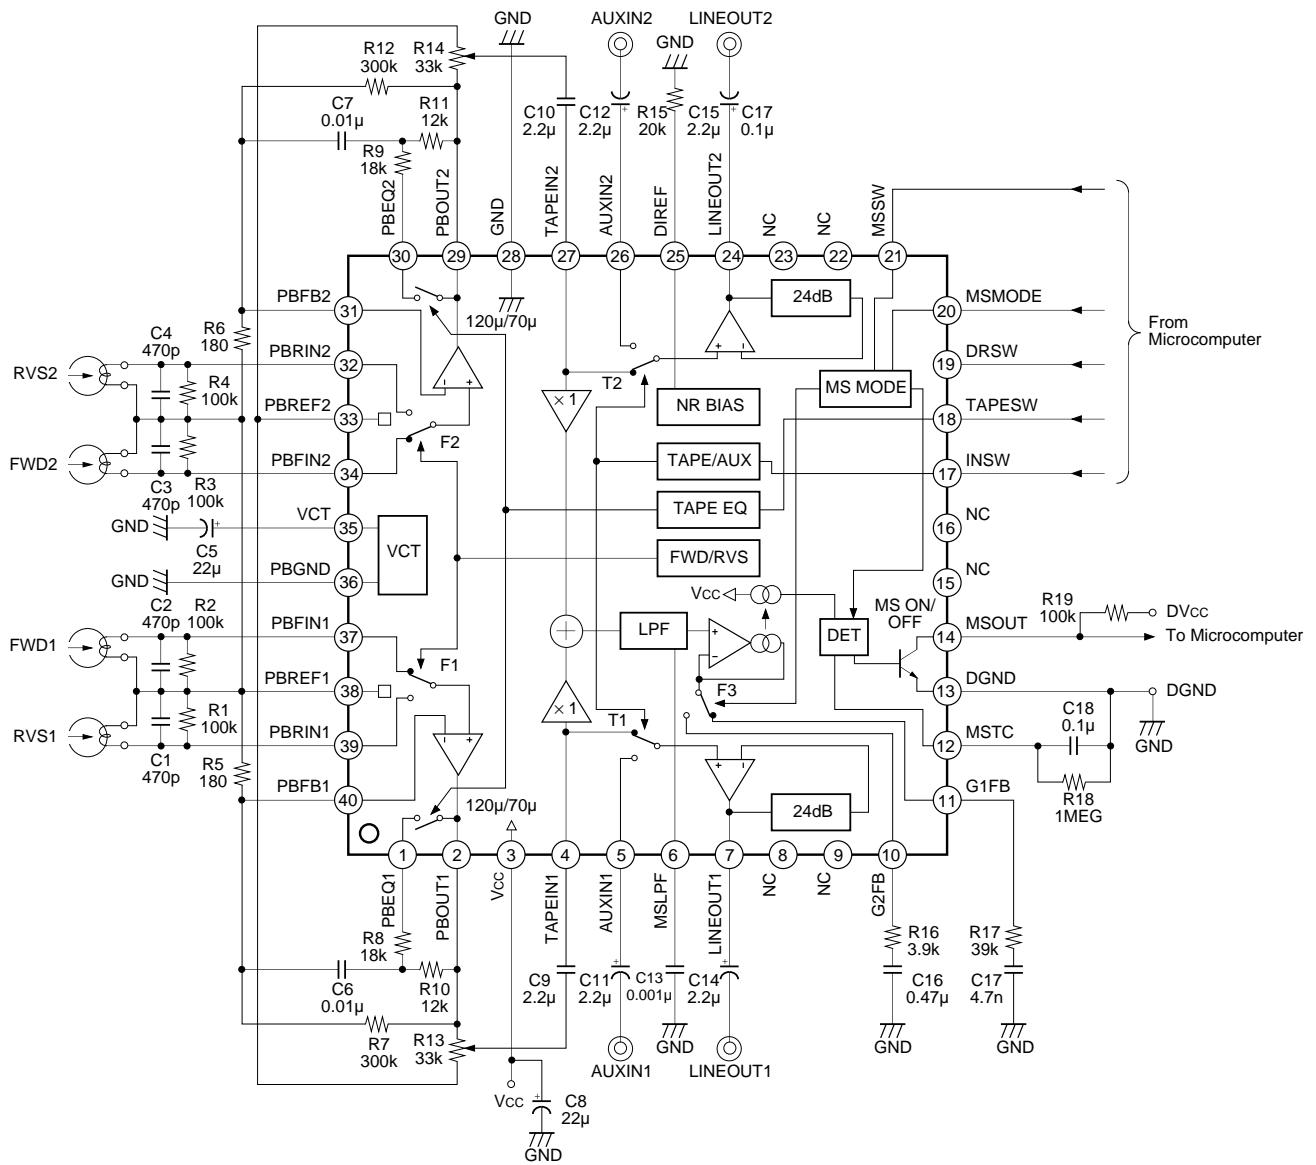 GND
AUXIN2
LINEOUT2
R12
300k
R14
33k
GND
C7
0.01µ
R11
12k
C10
2.2µ
C12
2.2µ
R15
20k
C15
2.2µ
C17
0.1µ
R9
18k
PBEQ2
PBOUT2
GND
TAPEIN2
AUXIN2
DIREF
LINEOUT2
NC
NC
MSSW
30
29
28
27
26
25
24
23
22
21
PBFB2
31
120µ/70µ
24dB
20
MSMODE
From
Microcomputer
C4
470p
R6
180
PBRIN2
32
19
DRSW
RVS2
R4
100k
T2
MS MODE
PBREF2
33
× 1
NR BIAS
18
TAPESW
F2
FWD2
PBFIN2
34
TAPE/AUX
17
INSW
C3
470p
R3
100k
TAPE EQ
GND
VCT
35
16
NC
C5
22µ
VCT
FWD/RVS
GND
PBGND
36
15
NC
C2
470p
R2
100k
VCC
MS ON/
OFF
R19
100k
DVCC
FWD1
PBFIN1
37
LPF
DET
14
MSOUT
To Microcomputer
F1
PBREF1
38
F3
13
DGND
DGND
R1
100k
× 1
T1
C18
0.1µ
GND
RVS1
PBRIN1
39
12
MSTC
C1
470p
R5
180
PBFB1
40
120µ/70µ
24dB
11
G1FB
R18
1MEG
1
2
3
4
5
6
7
8
9
10
PBEQ1
PBOUT1
VCC
TAPEIN1
AUXIN1
MSLPF
LINEOUT1
NC
NC
G2FB
R8
18k
R16
3.9k
R17
39k
C6
0.01µ
R10
12k
C9
2.2µ
C11
2.2µ
C13
0.001µ
C14
2.2µ
C16
0.47µ
C17
4.7n
R7
300k
R13
33k
GND
GND
GND
AUXIN1
LINEOUT1
VCC
C8
22µ
GND